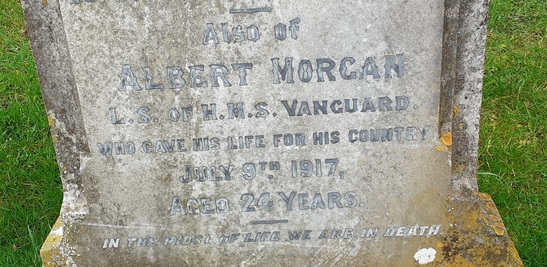 ALSO OF
ALBERT MORGAN
L.S. OF H.M.S. VANGUARD.
WHO GAVE HIS LIFE FOR HIS COUNTRY
JULY 9TH 1917,
AGED 24 YEARS.
IN THE MIDST OF LIFE WE ARE IN DEATH